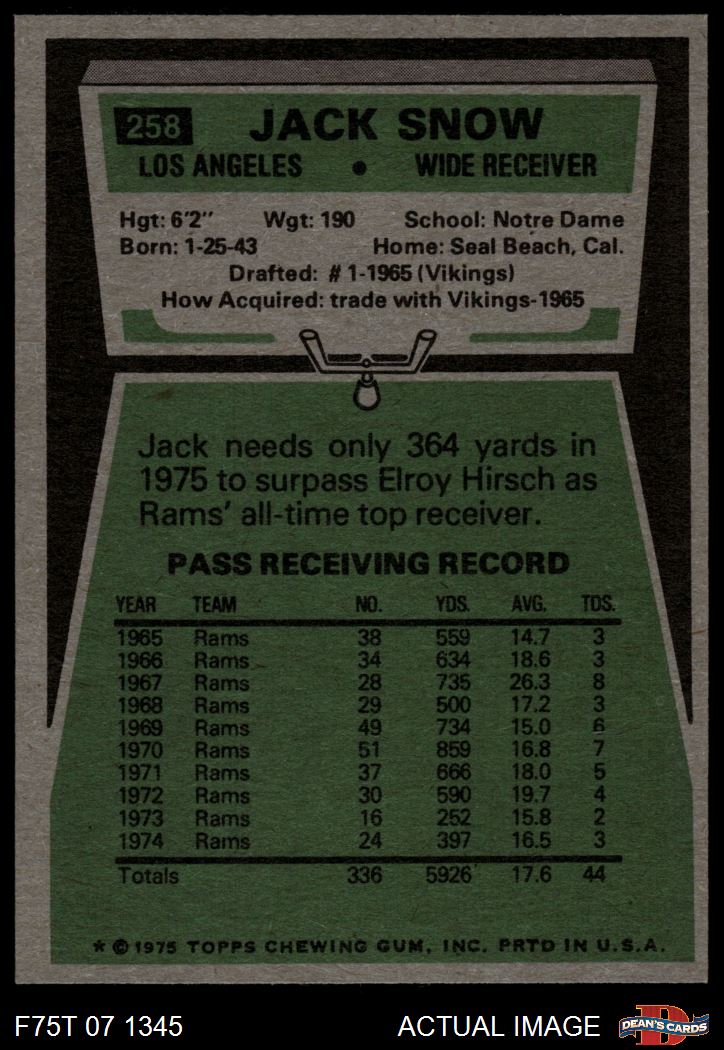 258 JACK SNOW
LOS ANGELES • WIDE RECEIVER
Hgt: 6'2" Wgt: 190 School: Notre Dame
Born: 1-25-43 Home: Seal Beach, Cal.
Drafted: #1-1965 (Vikings)
How Acquired: trade with Vikings-1965
Jack needs only 364 yards in
1975 to surpass Elroy Hirsch as
Rams' all-time top receiver.
PASS RECEIVING RECORD
YEAR TEAM NO. YDS. AVG. TDS.
1965 Rams 38 559 14.7 3
1966 Rams 34 634 18.6 3
1967 Rams 28 735 26.3 8
1968 Rams 29 500 17.2 3
1969 Rams 49 734 15.0 6
1970 Rams 51 859 16.8 7
1971 Rams 37 666 18.0 5
1972 Rams 30 590 19.7 4
1973 Rams 16 252 15.8 2
1974 Rams 24 397 16.5 3
Totals 336 5926 17.6 44
* © 1975 TOPPS CHEWING GUM, INC. PRTD IN U.S.A.
F75T 07 1345 ACTUAL IMAGE D DEAN'S CARDS